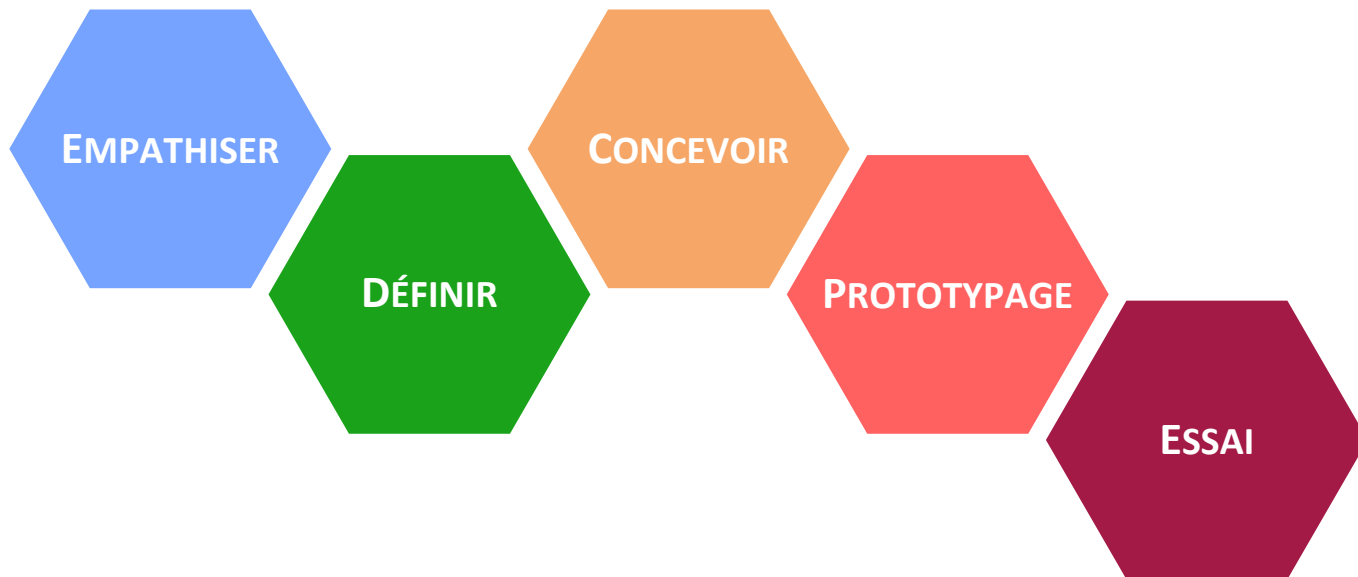 EMPATHISER
DÉFINIR
CONCEVOIR
PROTOTYPAGE
ESSAI